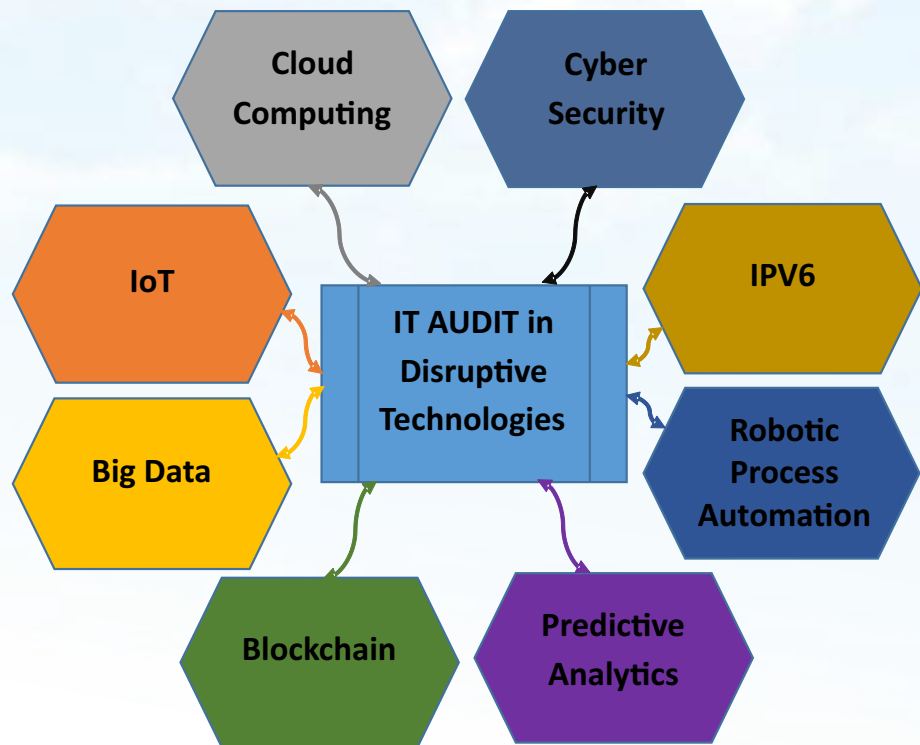 Cloud
Computing
Cyber
Security
IoT
IPV6
IT AUDIT in
Disruptive
Technologies
Big Data
Robotic
Process
Automation
Blockchain
Predictive
Analytics